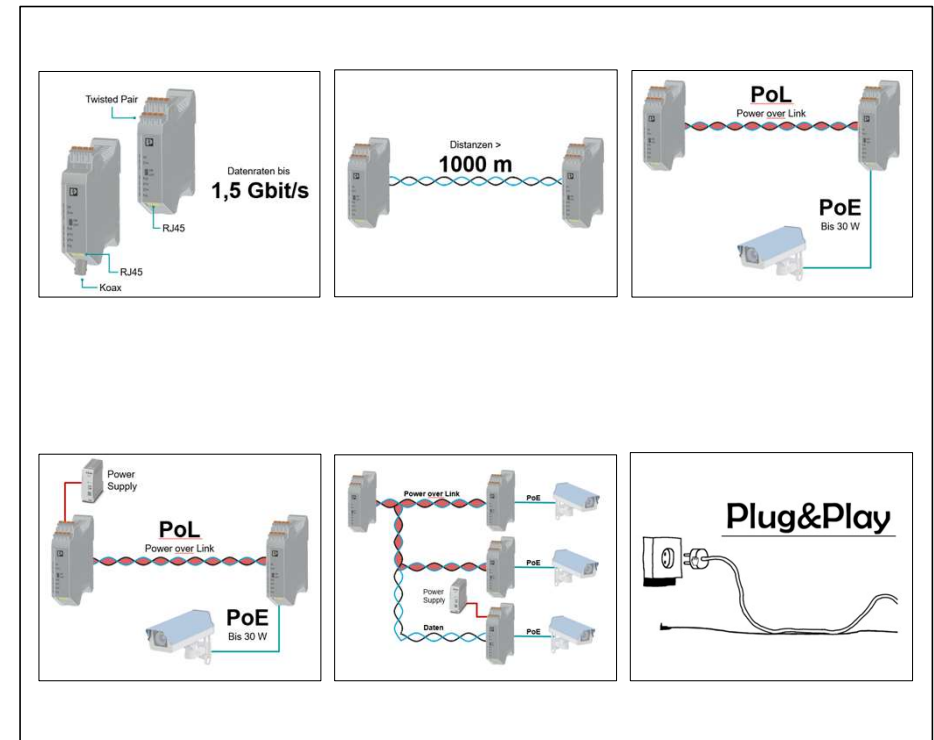 Twisted Pair
Datenraten bis
1,5 Gbit/s
RJ45
RJ45
Koax
Distanzen >
1000 m
PoL
Power over Link
PoE
Bis 30 W
Power
Supply
PoL
Power over Link
PoE
Bis 30 W
Power over Link
PoE
PoE
Power
Supply
Daten
PoE
Plug&Play